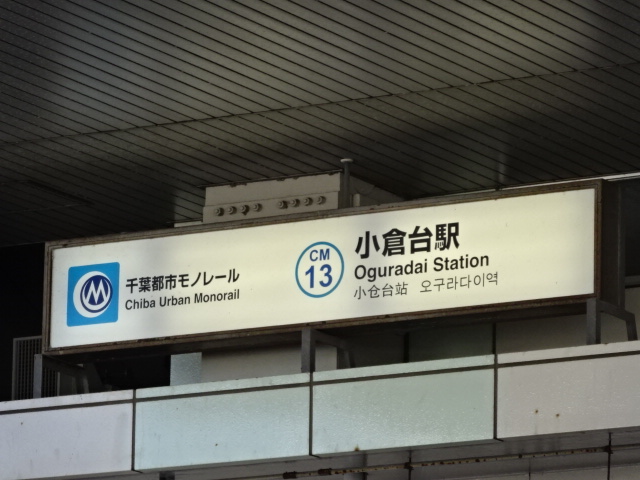 千葉都市モノレール
Chiba Urban Monorail
CM
13
小倉台駅
Oguradai Station
小仓台站 오구라다이역